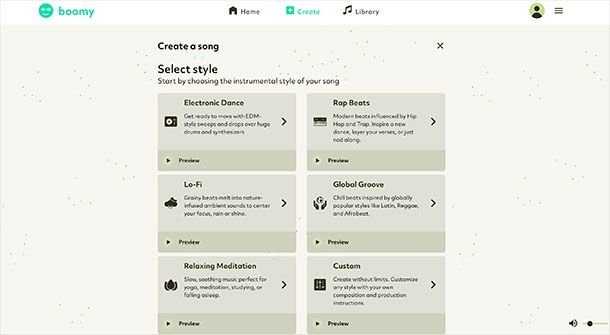 boomy
Home
Create
Library
Create a song
Select style
Start by choosing the instrumental style of your song
Electronic Dance
Get ready to move with EDM-
style sweeps and drops over huge
drums and synthesizers
Preview
Rap Beats
Modern beats influenced by Hip
Hop and Trap. Inspire a new
dance, layer your verses, or just
nod along.
Preview
Lo-Fi
Grainy beats melt into nature-
infused ambient sounds to center
your focus, rain or shine.
Preview
Global Groove
Chill beats inspired by globally
popular styles like Latin, Reggae,
and Afrobeat.
Preview
Relaxing Meditation
Slow, soothing music perfect for
yoga, meditation, studying, or
falling asleep.
Preview
Custom
Create without limits. Customize
any style with your own
composition and production
instructions.
Preview